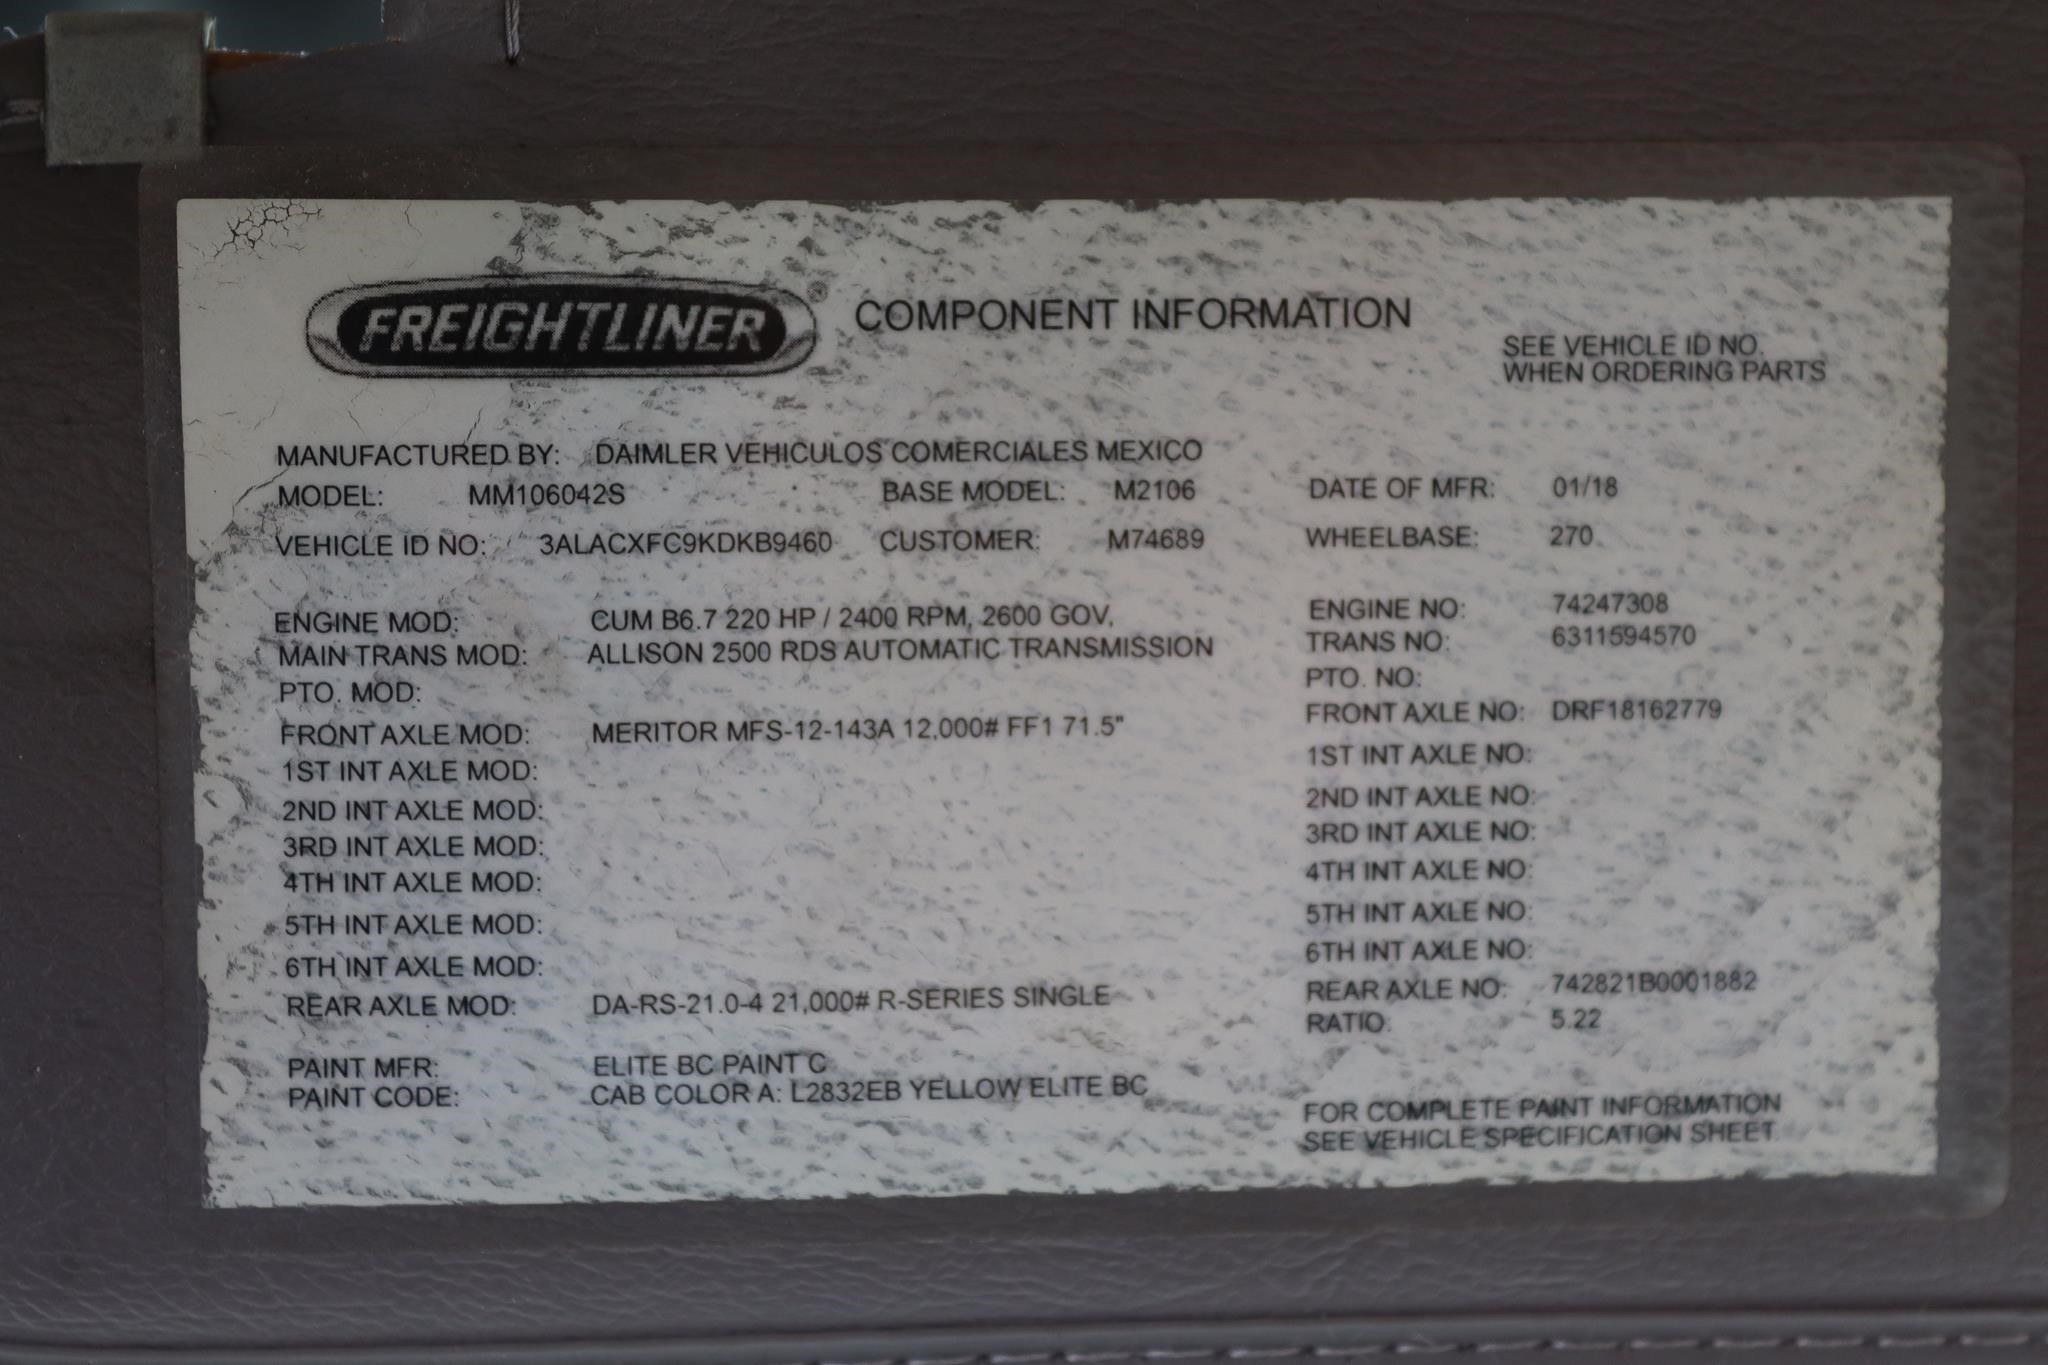 FREIGHTLINER ® COMPONENT INFORMATION
SEE VEHICLE ID NO.
WHEN ORDERING PARTS
MANUFACTURED BY: DAIMLER VEHICULOS COMERCIALES MEXICO
MODEL: MM106042S BASE MODEL: M2106 DATE OF MFR: 01/18
VEHICLE ID NO: 3ALACXFC9KDKB9460 CUSTOMER: M74689 WHEELBASE: 270
ENGINE MOD: CUM B6.7 220 HP / 2400 RPM, 2600 GOV, ENGINE NO: 74247308
MAIN TRANS MOD: ALLISON 2500 RDS AUTOMATIC TRANSMISSION TRANS NO: 6311594570
PTO. MOD: PTO. NO:
FRONT AXLE MOD: MERITOR MFS-12-143A 12,000# FF1 71.5" FRONT AXLE NO: DRF18162779
1ST INT AXLE MOD: 1ST INT AXLE NO:
2ND INT AXLE MOD: 2ND INT AXLE NO:
3RD INT AXLE MOD: 3RD INT AXLE NO:
4TH INT AXLE MOD: 4TH INT AXLE NO:
5TH INT AXLE MOD: 5TH INT AXLE NO:
6TH INT AXLE MOD: 6TH INT AXLE NO:
REAR AXLE MOD: DA-RS-21.0-4 21,000# R-SERIES SINGLE REAR AXLE NO: 742821B0001882
RATIO: 5.22
PAINT MFR: ELITE BC PAINT C
PAINT CODE: CAB COLOR A: L2832EB YELLOW ELITE BC
FOR COMPLETE PAINT INFORMATION
SEE VEHICLE SPECIFICATION SHEET.